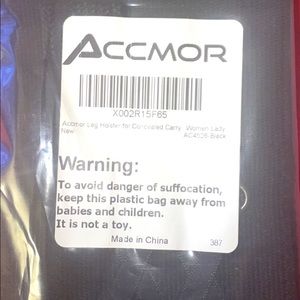 ACCMOR
X002R15F65
Accmor Leg Holster for Concealed Carry, Women Lady
New AC4526-Black
Warning:
To avoid danger of suffocation,
keep this plastic bag away from
babies and children.
It is not a toy.
Made in China 387